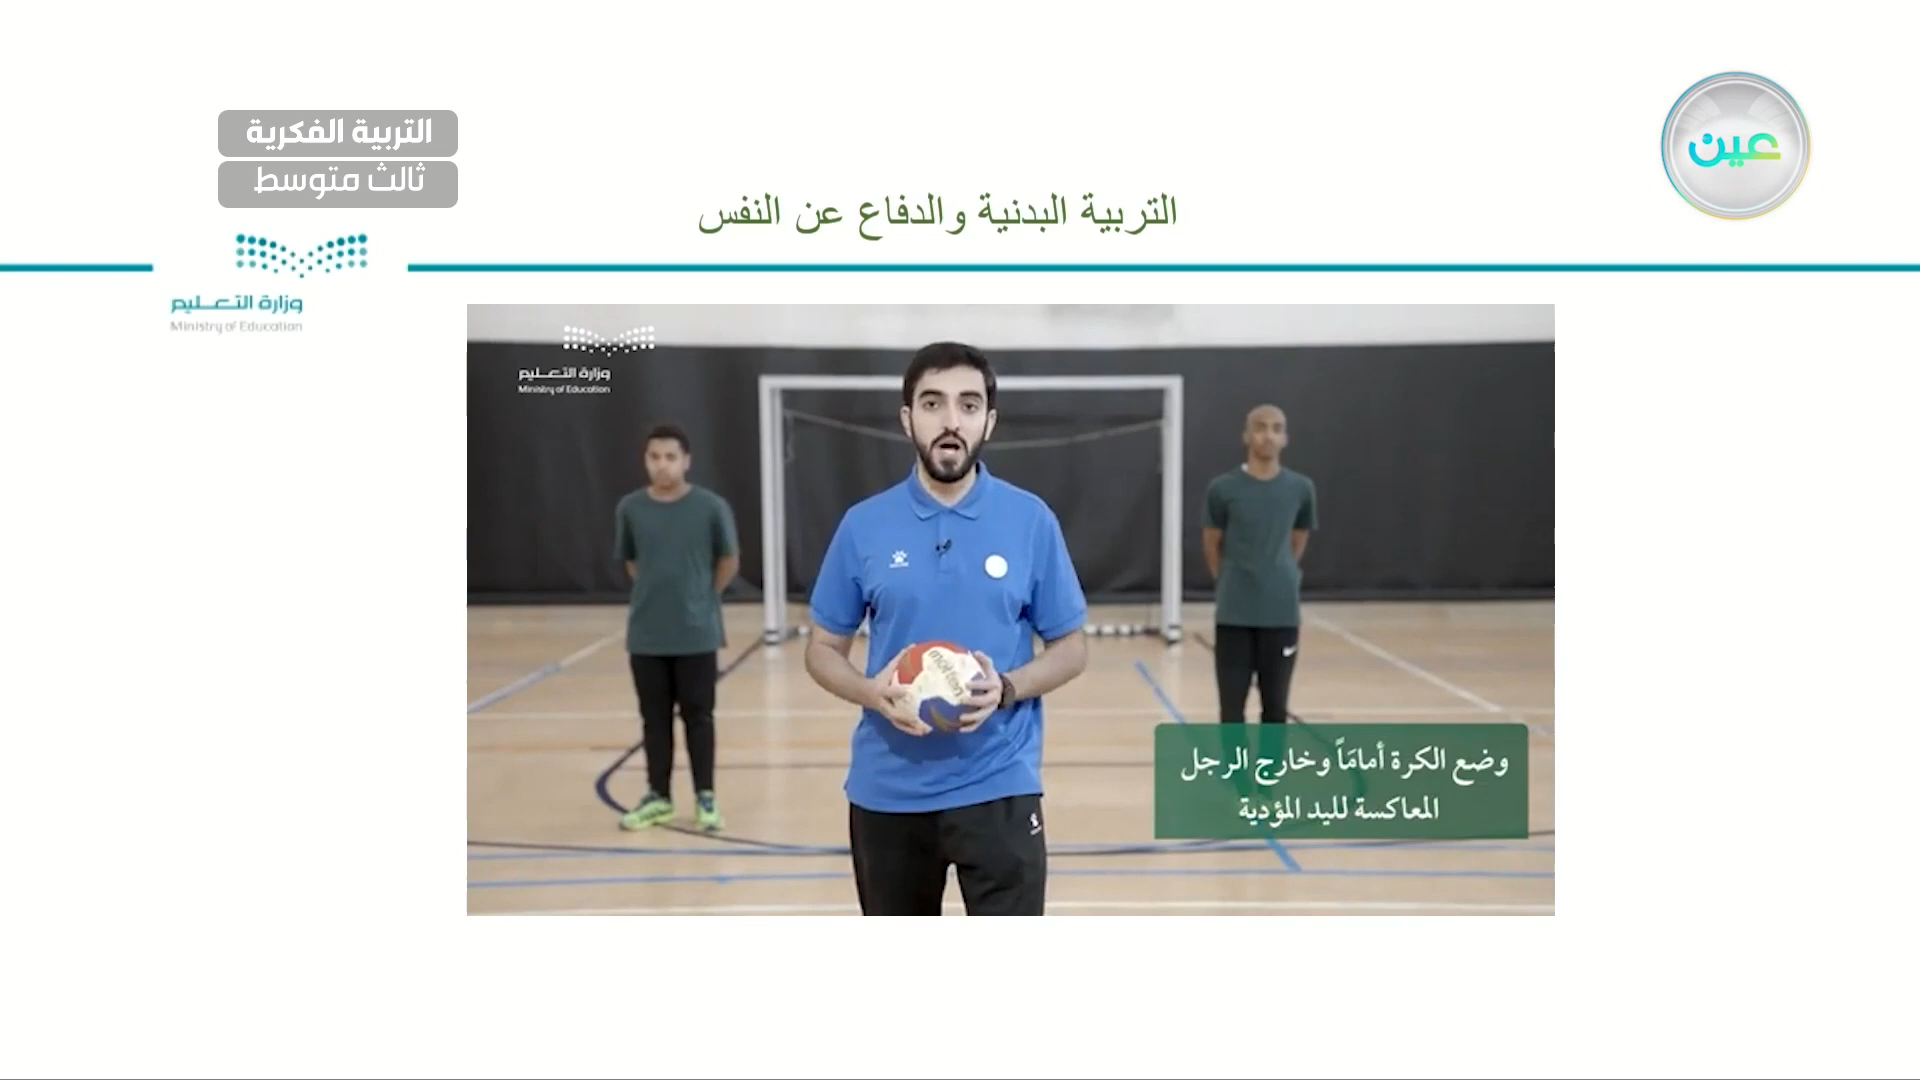 التربية الفكرية
ثالث متوسط
عين
التربية البدنية والدفاع عن النفس
وزارة التعليم
Ministry of Education
وزارة التعليم
Ministry of Education
molten
وضع الكرة أمامَاً وخارج الرجل
المعاكسة لليد المؤدية